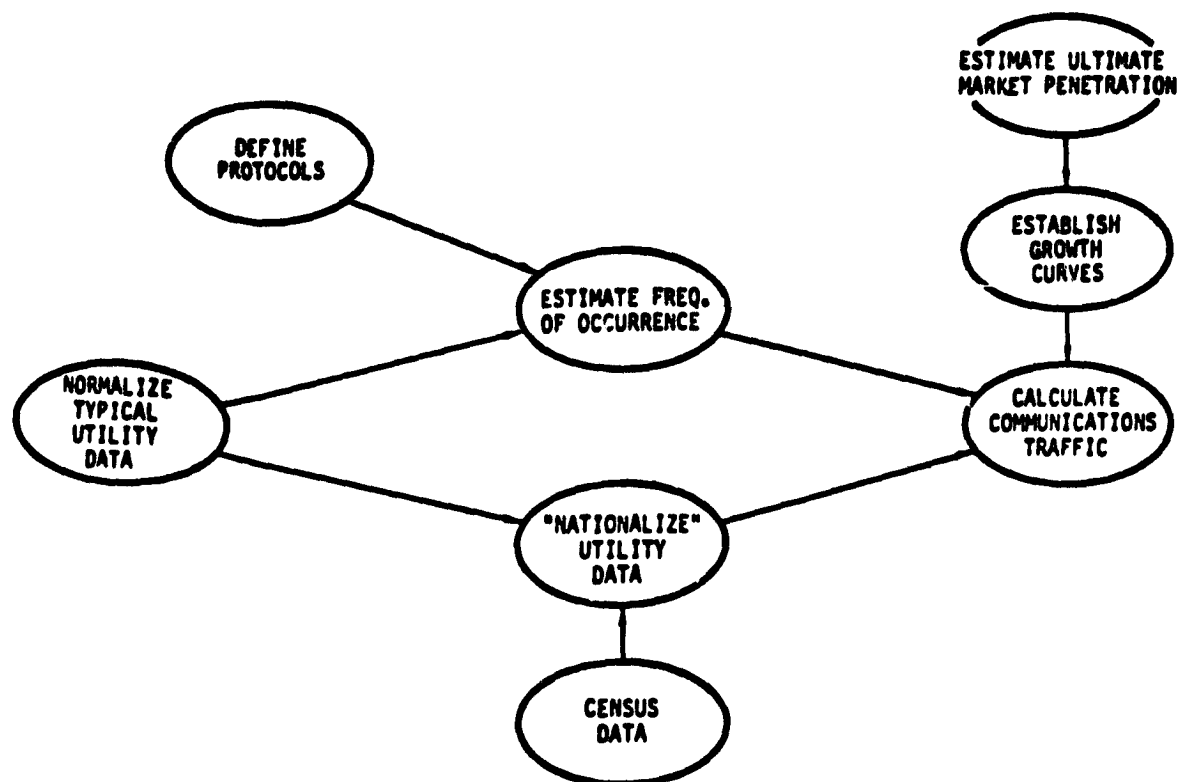 ESTIMATE ULTIMATE
MARKET PENETRATION
DEFINE
PROTOCOLS
ESTABLISH
GROWTH
CURVES
ESTIMATE FREQ.
OF OCCURRENCE
NORMALIZE
TYPICAL
UTILITY
DATA
CALCULATE
COMMUNICATIONS
TRAFFIC
"NATIONALIZE"
UTILITY
DATA
CENSUS
DATA